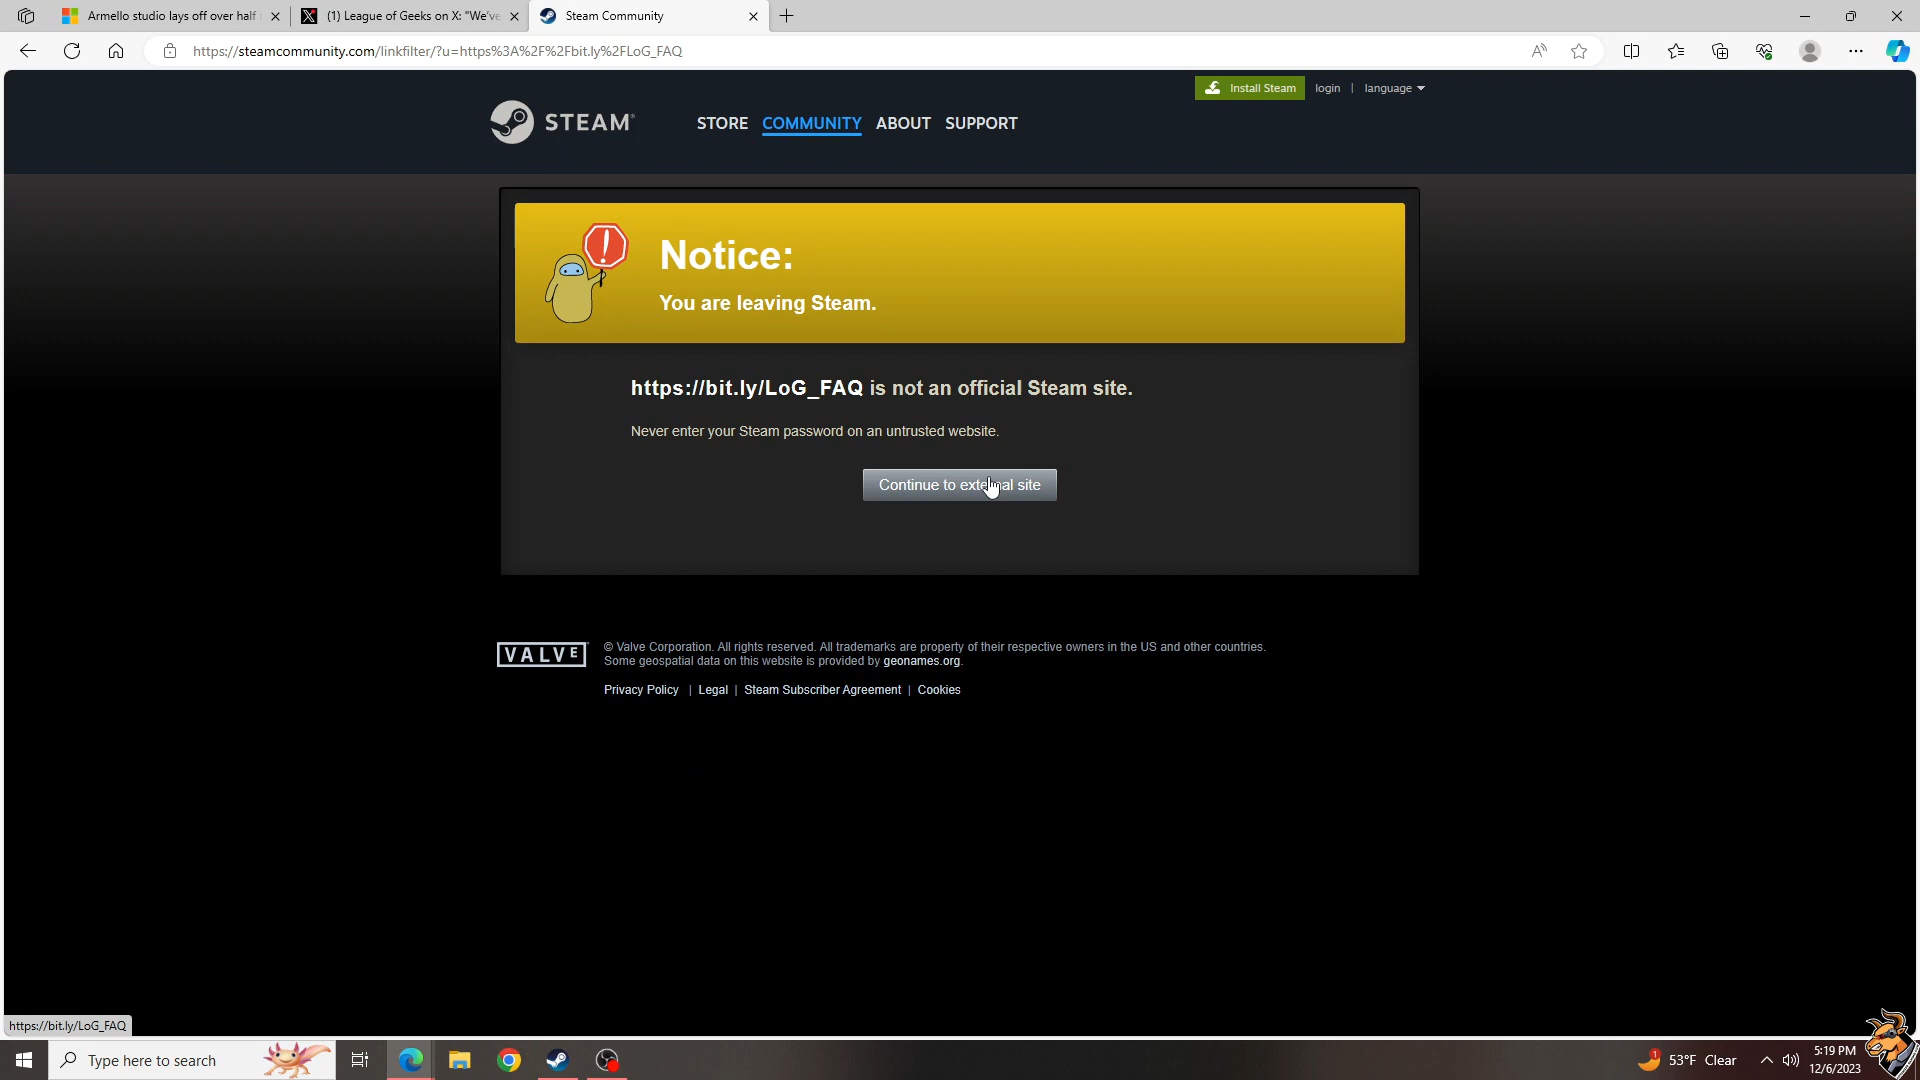 Armello studio lays off over half
(1) League of Geeks on X: "We've
Steam Community
https://steamcommunity.com/linkfilter/?u=https%3A%2F%2Fbit.ly%2FLoG_FAQ
Install Steam
login | language
STEAM
STORE COMMUNITY ABOUT SUPPORT
Notice:
You are leaving Steam.
https://bit.ly/LoG_FAQ is not an official Steam site.
Never enter your Steam password on an untrusted website.
Continue to external site
VALVE
© Valve Corporation. All rights reserved. All trademarks are property of their respective owners in the US and other countries.
Some geospatial data on this website is provided by geonames.org.
Privacy Policy | Legal | Steam Subscriber Agreement | Cookies
https://bit.ly/LoG_FAQ
Type here to search
1
53°F Clear
5:19 PM
12/6/2023